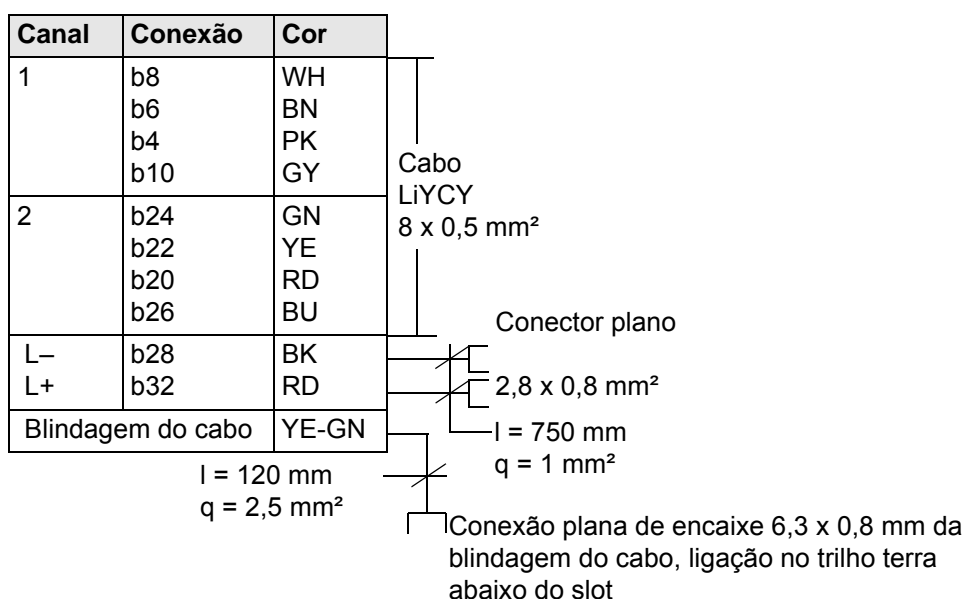 Canal Conexão Cor
1 b8 WH
b6 BN
b4 PK
b10 GY
2 b24 GN
b22 YE
b20 RD
b26 BU
L– b28 BK
L+ b32 RD
Blindagem do cabo YE-GN
Cabo
LiYCY
8 x 0,5 mm²
Conector plano
2,8 x 0,8 mm²
l = 750 mm
q = 1 mm²
l = 120 mm
q = 2,5 mm²
Conexão plana de encaixe 6,3 x 0,8 mm da
blindagem do cabo, ligação no trilho terra
abaixo do slot